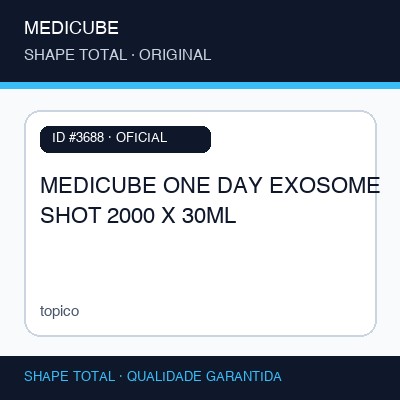 MEDICUBE
SHAPE TOTAL · ORIGINAL
ID #3688 · OFICIAL
MEDICUBE ONE DAY EXOSOME
SHOT 2000 X 30ML
topico
SHAPE TOTAL · QUALIDADE GARANTIDA